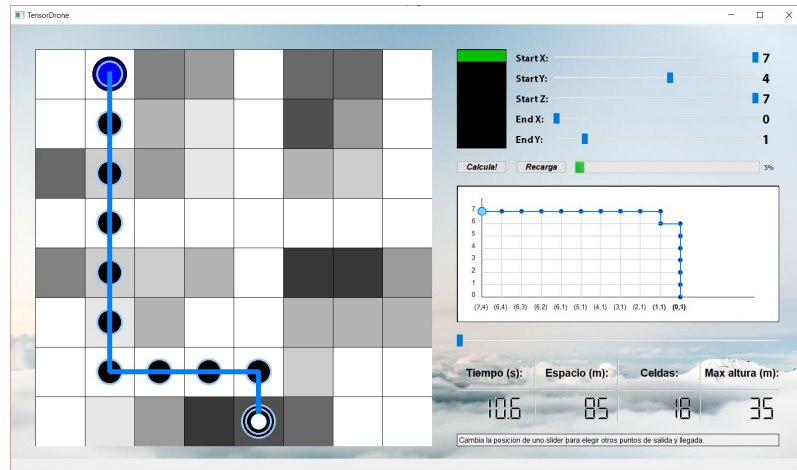 TensorDrone
Start X: 7
Start Y: 4
Start Z: 7
End X: 0
End Y: 1
Calcula! Recarga 5%
7
6
5
4
3
2
1
0
(7,4) (6,4) (6,3) (6,2) (6,1) (5,1) (4,1) (3,1) (2,1) (1,1) (0,1)
Tiempo (s): Espacio (m): Celdas: Max altura (m):
10.6 85 18 35
Cambia la posicion de uno slider para elegir otros puntos de salida y llegada.